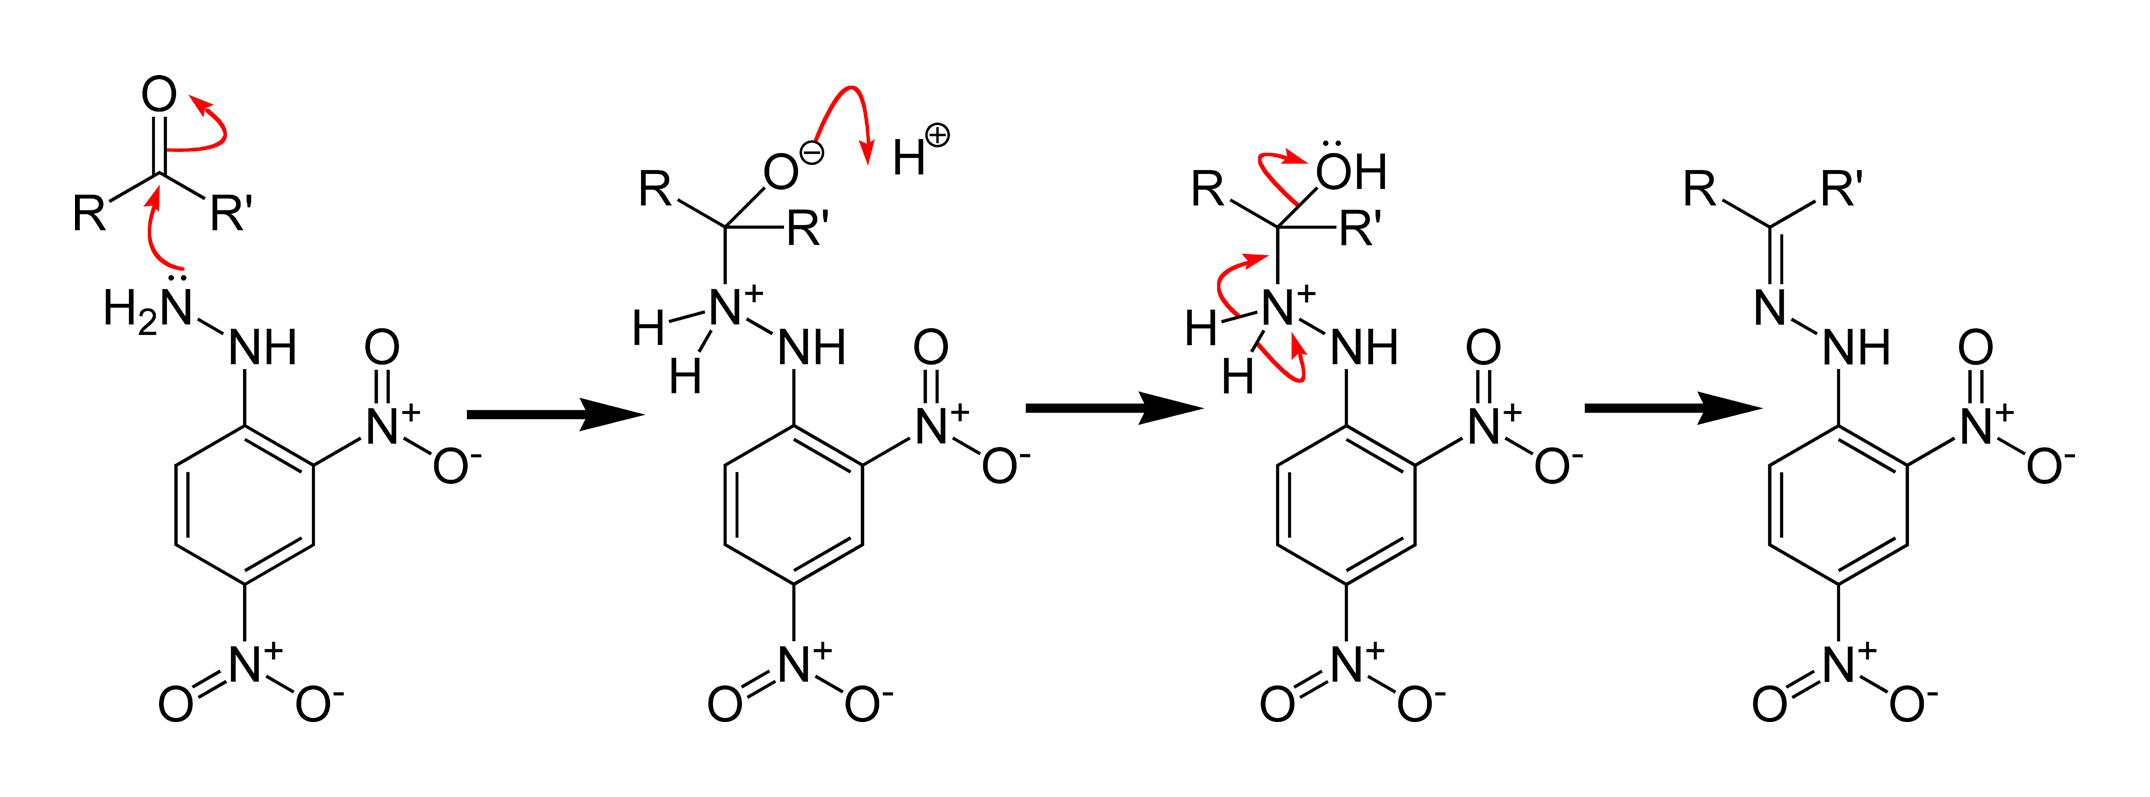 O
R R'
H₂N̈
NH
O
N⁺
O⁻
N⁺
O O⁻
O⊖ H⊕
R
R'
N⁺
H
H
NH
O
N⁺
O⁻
N⁺
O O⁻
ÖH
R
R'
N⁺
H
H
NH
O
N⁺
O⁻
N⁺
O O⁻
R R'
N
NH
O
N⁺
O⁻
N⁺
O O⁻